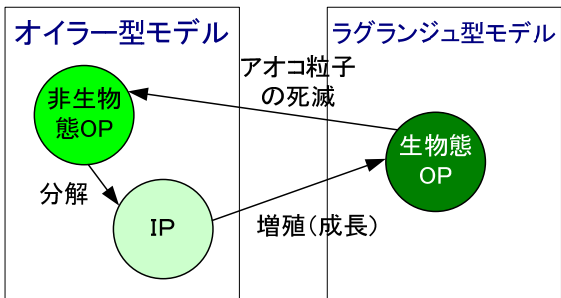 オイラー型モデル
ラグランジュ型モデル
アオコ粒子
の死滅
非生物
態OP
生物態
OP
分解
IP
増殖（成長）